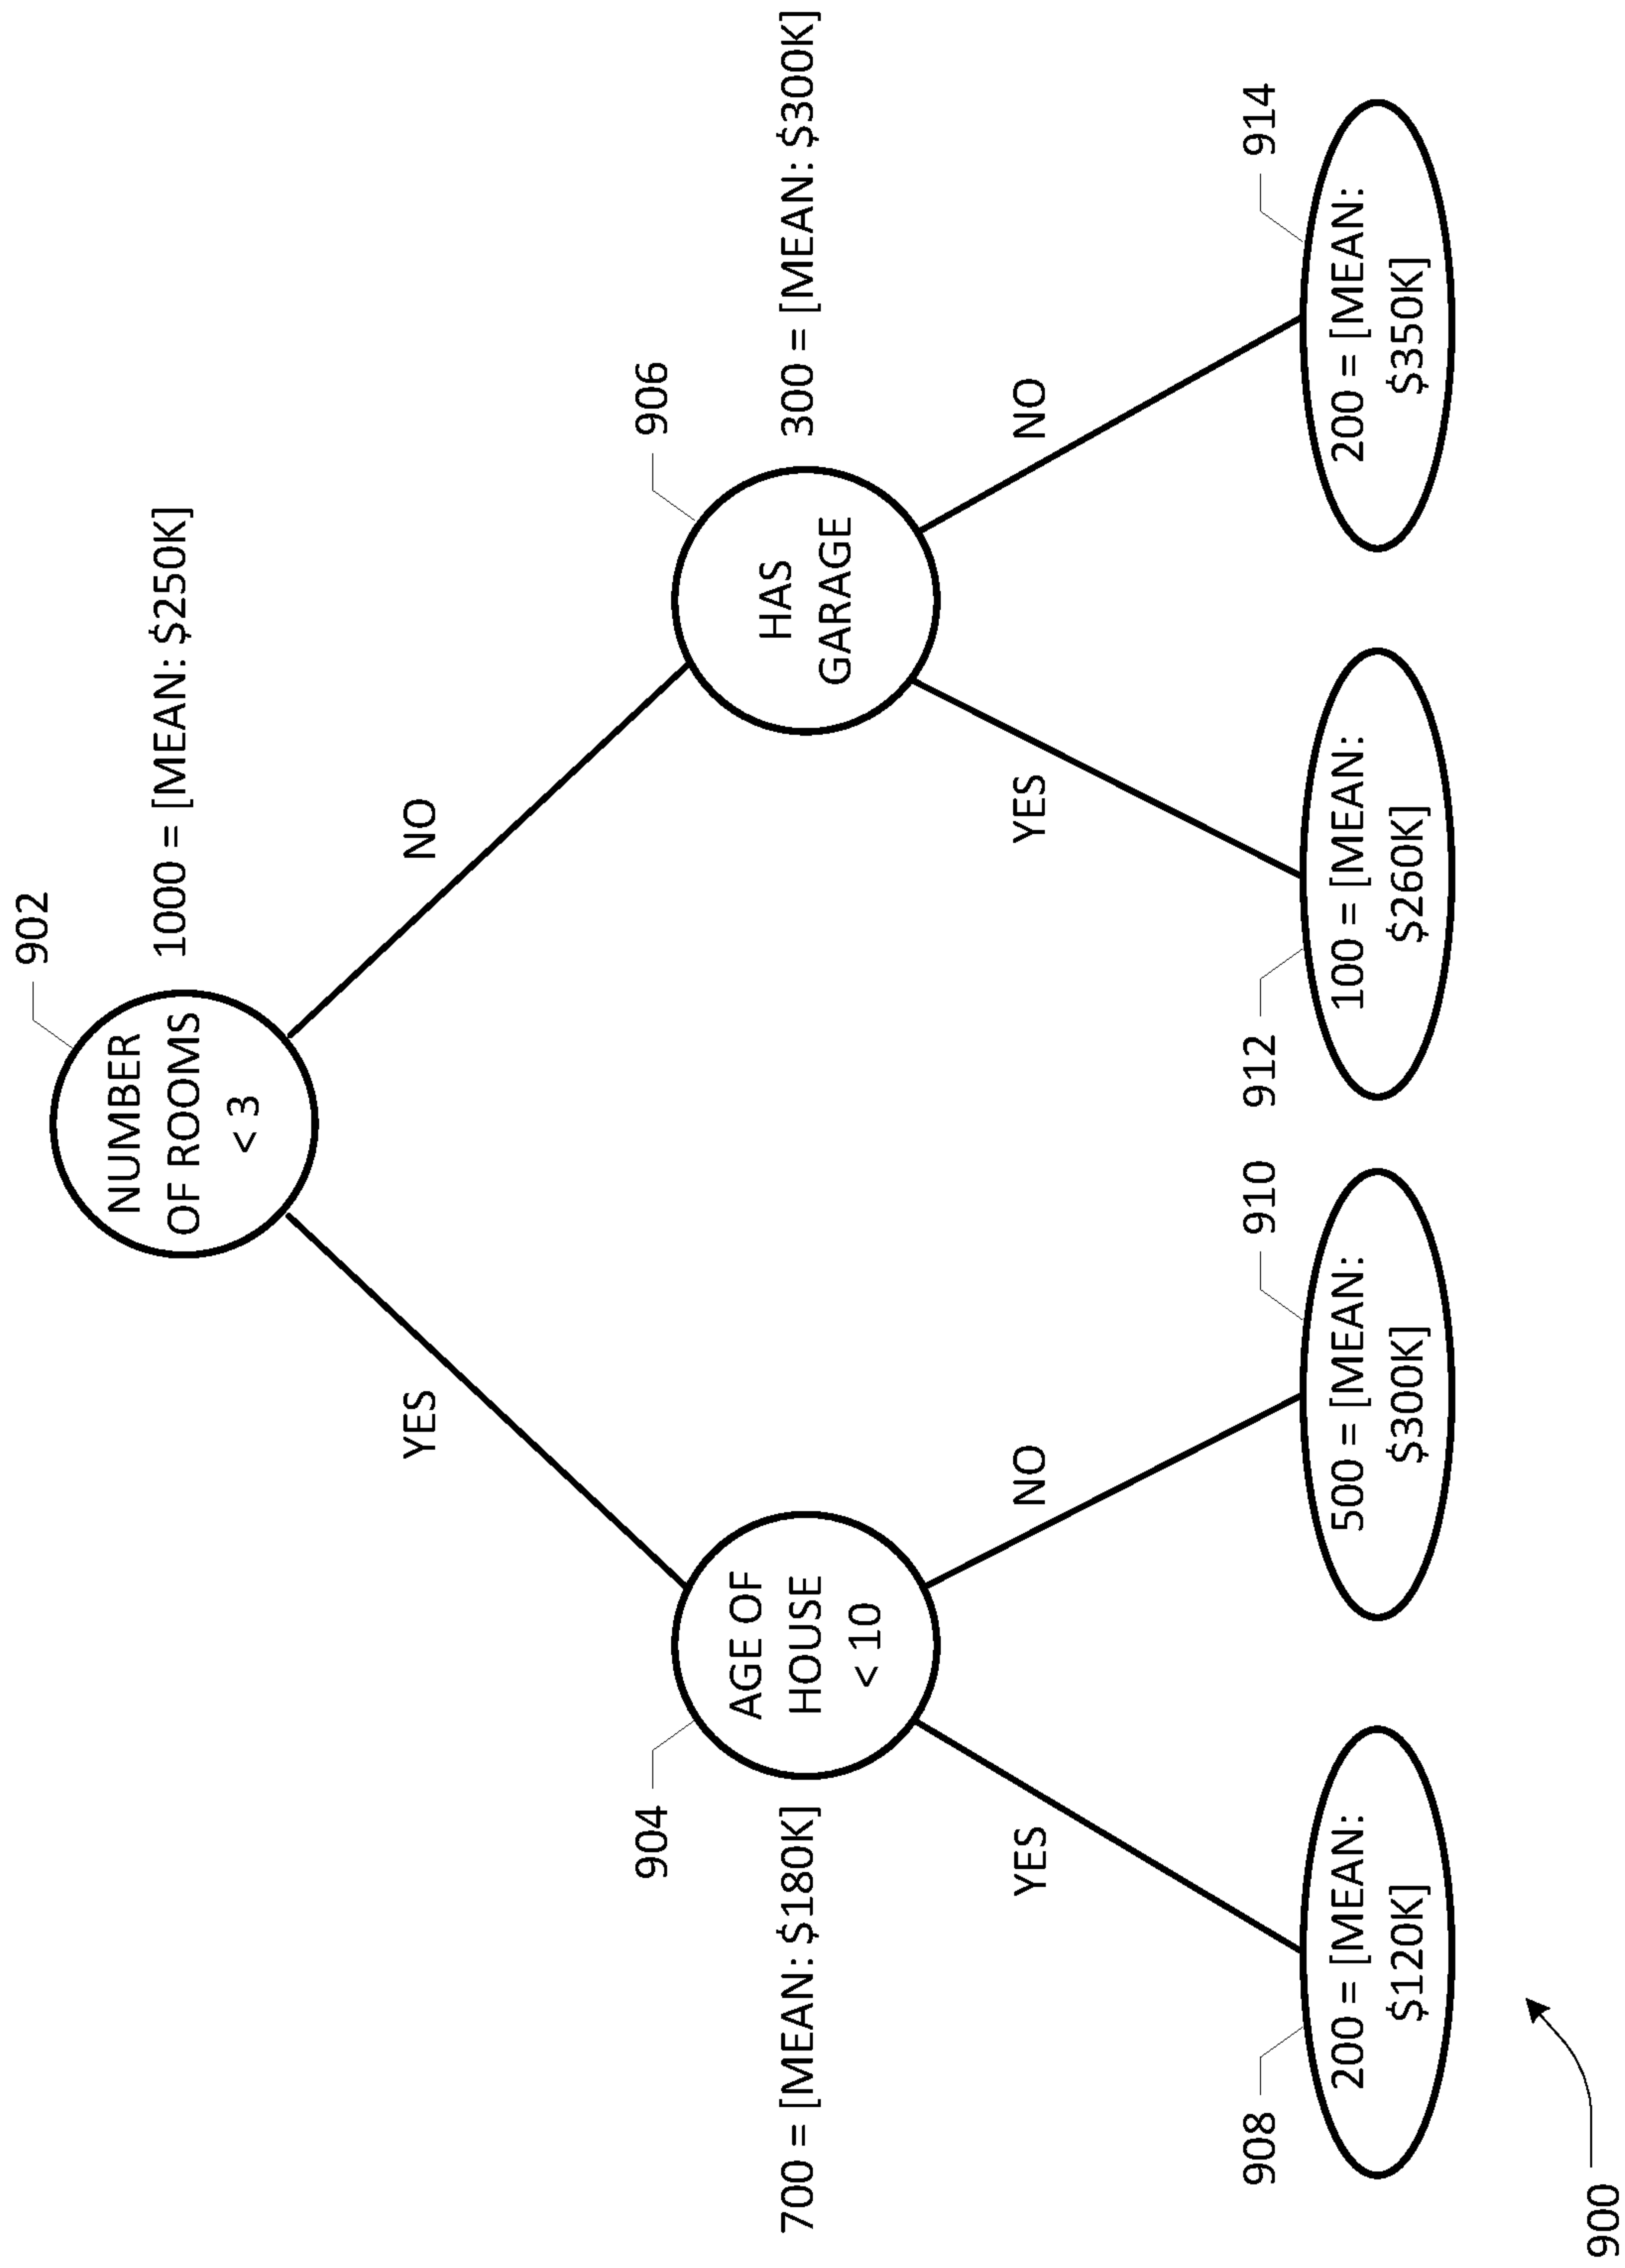 902
NUMBER
OF ROOMS
< 3
1000 = [MEAN: $250K]
YES
NO
904
AGE OF
HOUSE
< 10
700 = [MEAN: $180K]
906
HAS
GARAGE
300 = [MEAN: $300K]
YES
NO
YES
NO
908
200 = [MEAN:
$120K]
910
500 = [MEAN:
$300K]
912
100 = [MEAN:
$260K]
914
200 = [MEAN:
$350K]
900